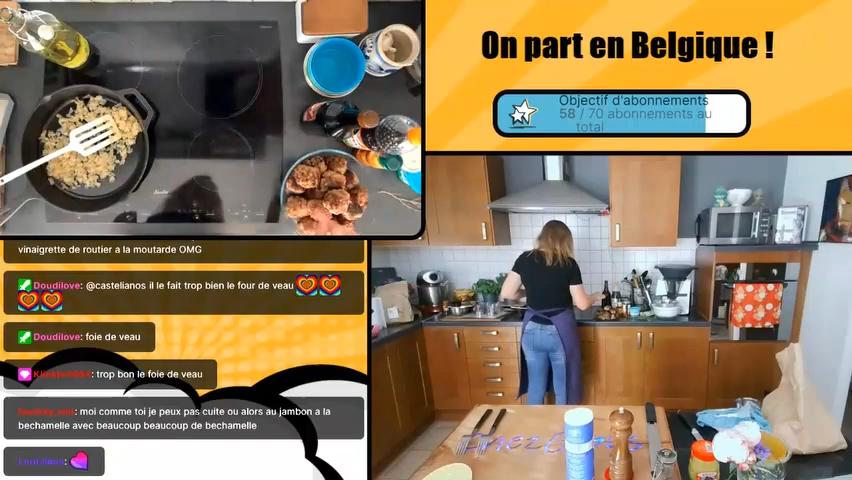 On part en Belgique !
Objectif d'abonnements
58 / 70 abonnements au
total
vinaigrette de routier a la moutarde OMG
Doudilove: @castelianos il le fait trop bien le four de veau
Doudilove: foie de veau
: trop bon le foie de veau
: moi comme toi je peux pas cuite ou alors au jambon a la
bechamelle avec beaucoup beaucoup de bechamelle